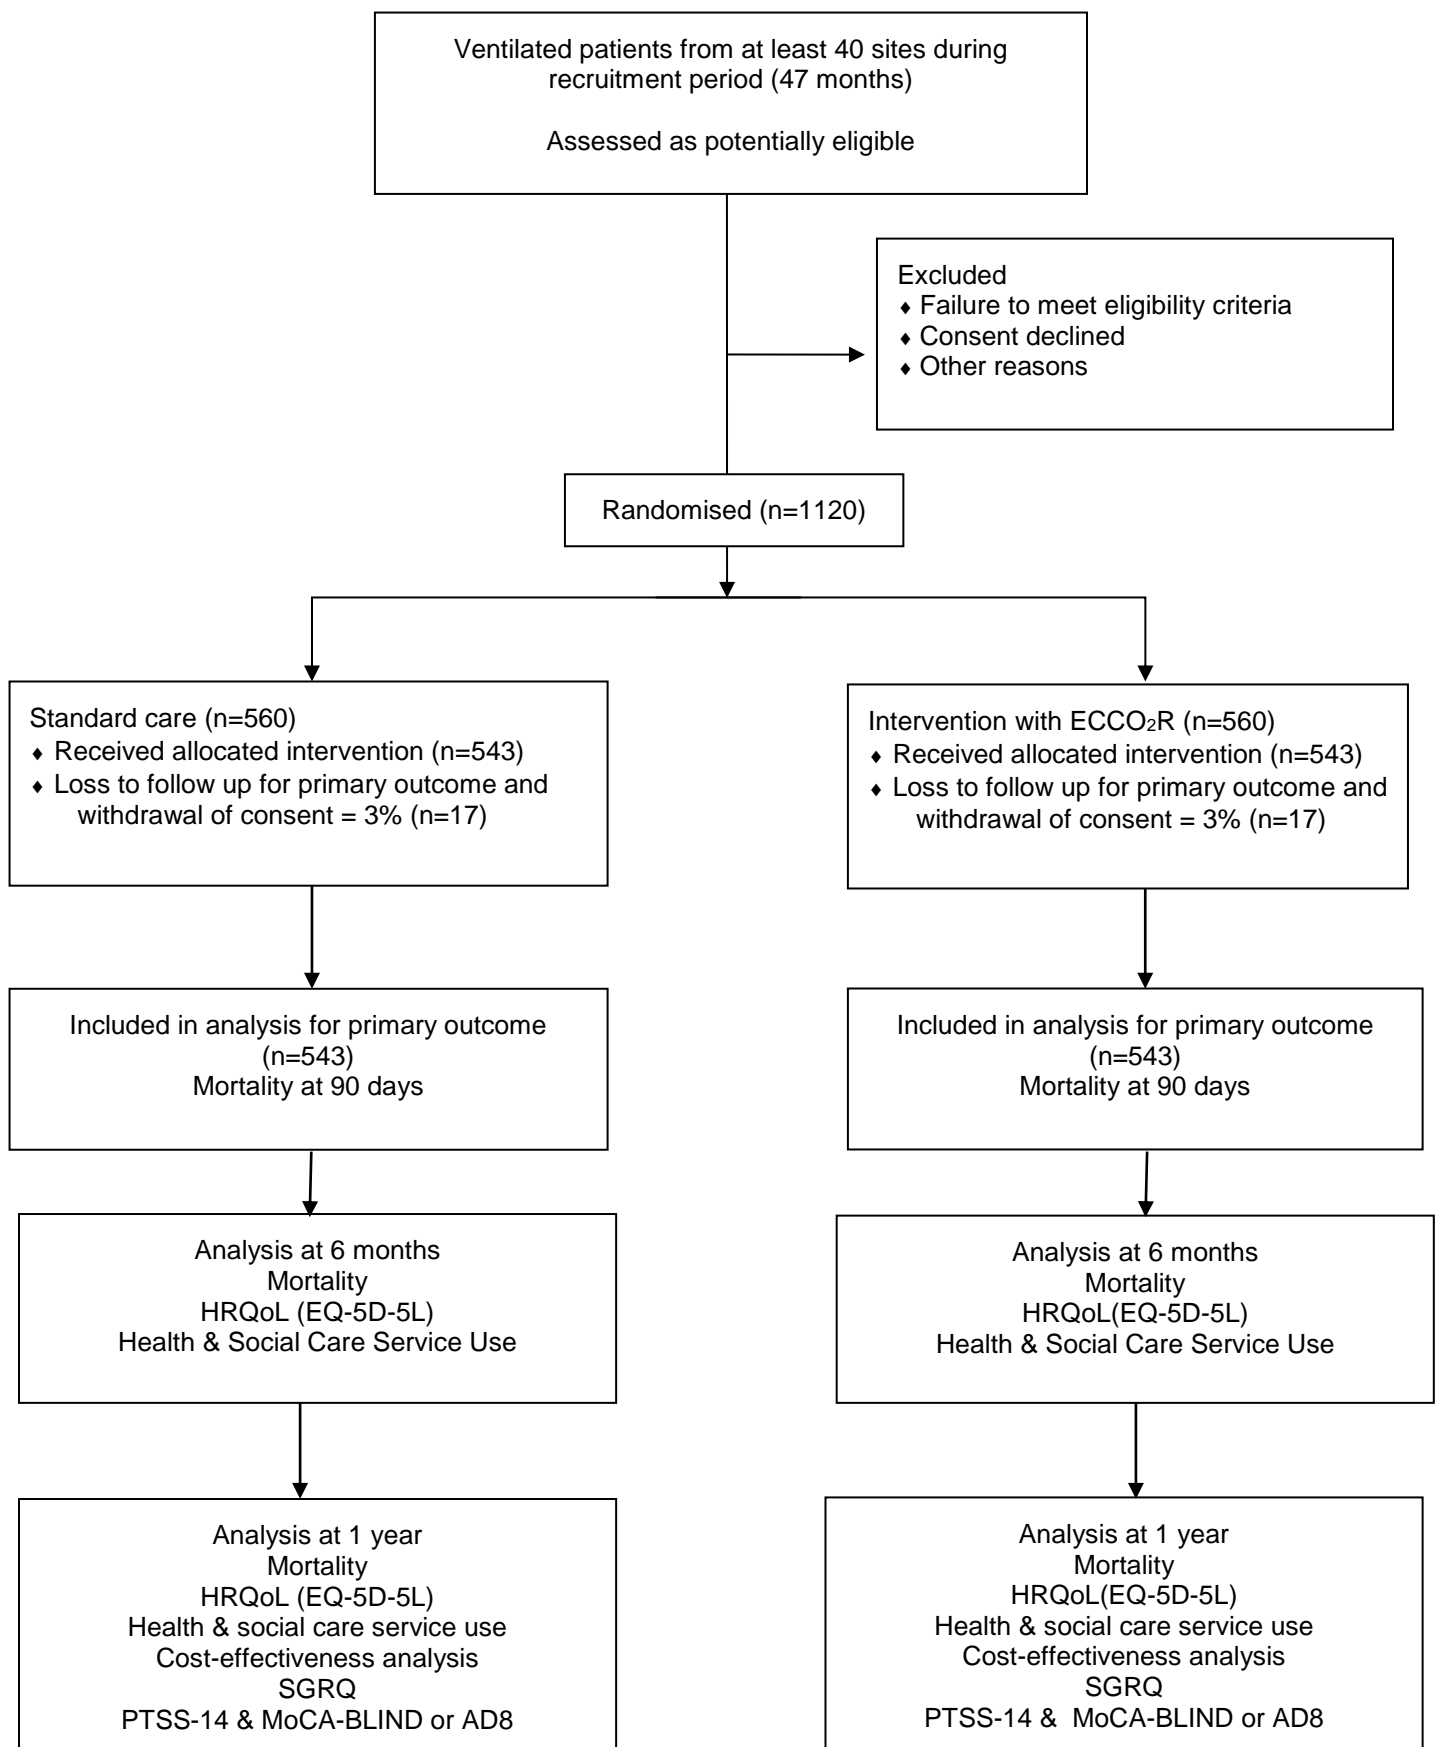 Ventilated patients from at least 40 sites during
recruitment period (47 months)
Assessed as potentially eligible
Excluded
♦ Failure to meet eligibility criteria
♦ Consent declined
♦ Other reasons
Randomised (n=1120)
Standard care (n=560)
♦ Received allocated intervention (n=543)
♦ Loss to follow up for primary outcome and
withdrawal of consent = 3% (n=17)
Intervention with ECCO₂R (n=560)
♦ Received allocated intervention (n=543)
♦ Loss to follow up for primary outcome and
withdrawal of consent = 3% (n=17)
Included in analysis for primary outcome
(n=543)
Mortality at 90 days
Included in analysis for primary outcome
(n=543)
Mortality at 90 days
Analysis at 6 months
Mortality
HRQoL (EQ-5D-5L)
Health & Social Care Service Use
Analysis at 6 months
Mortality
HRQoL(EQ-5D-5L)
Health & Social Care Service Use
Analysis at 1 year
Mortality
HRQoL (EQ-5D-5L)
Health & social care service use
Cost-effectiveness analysis
SGRQ
PTSS-14 & MoCA-BLIND or AD8
Analysis at 1 year
Mortality
HRQoL(EQ-5D-5L)
Health & social care service use
Cost-effectiveness analysis
SGRQ
PTSS-14 & MoCA-BLIND or AD8